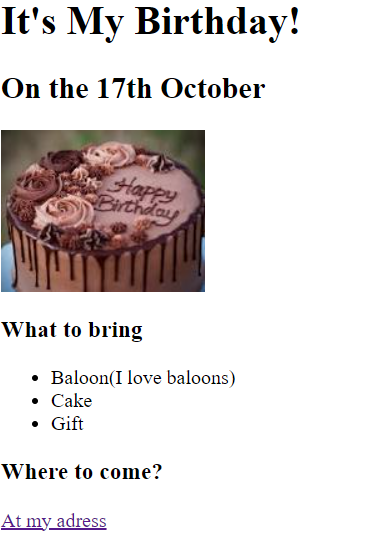 It's My Birthday!
On the 17th October
Happy
Birthday
What to bring
Baloon(I love baloons)
Cake
Gift
Where to come?
At my adress